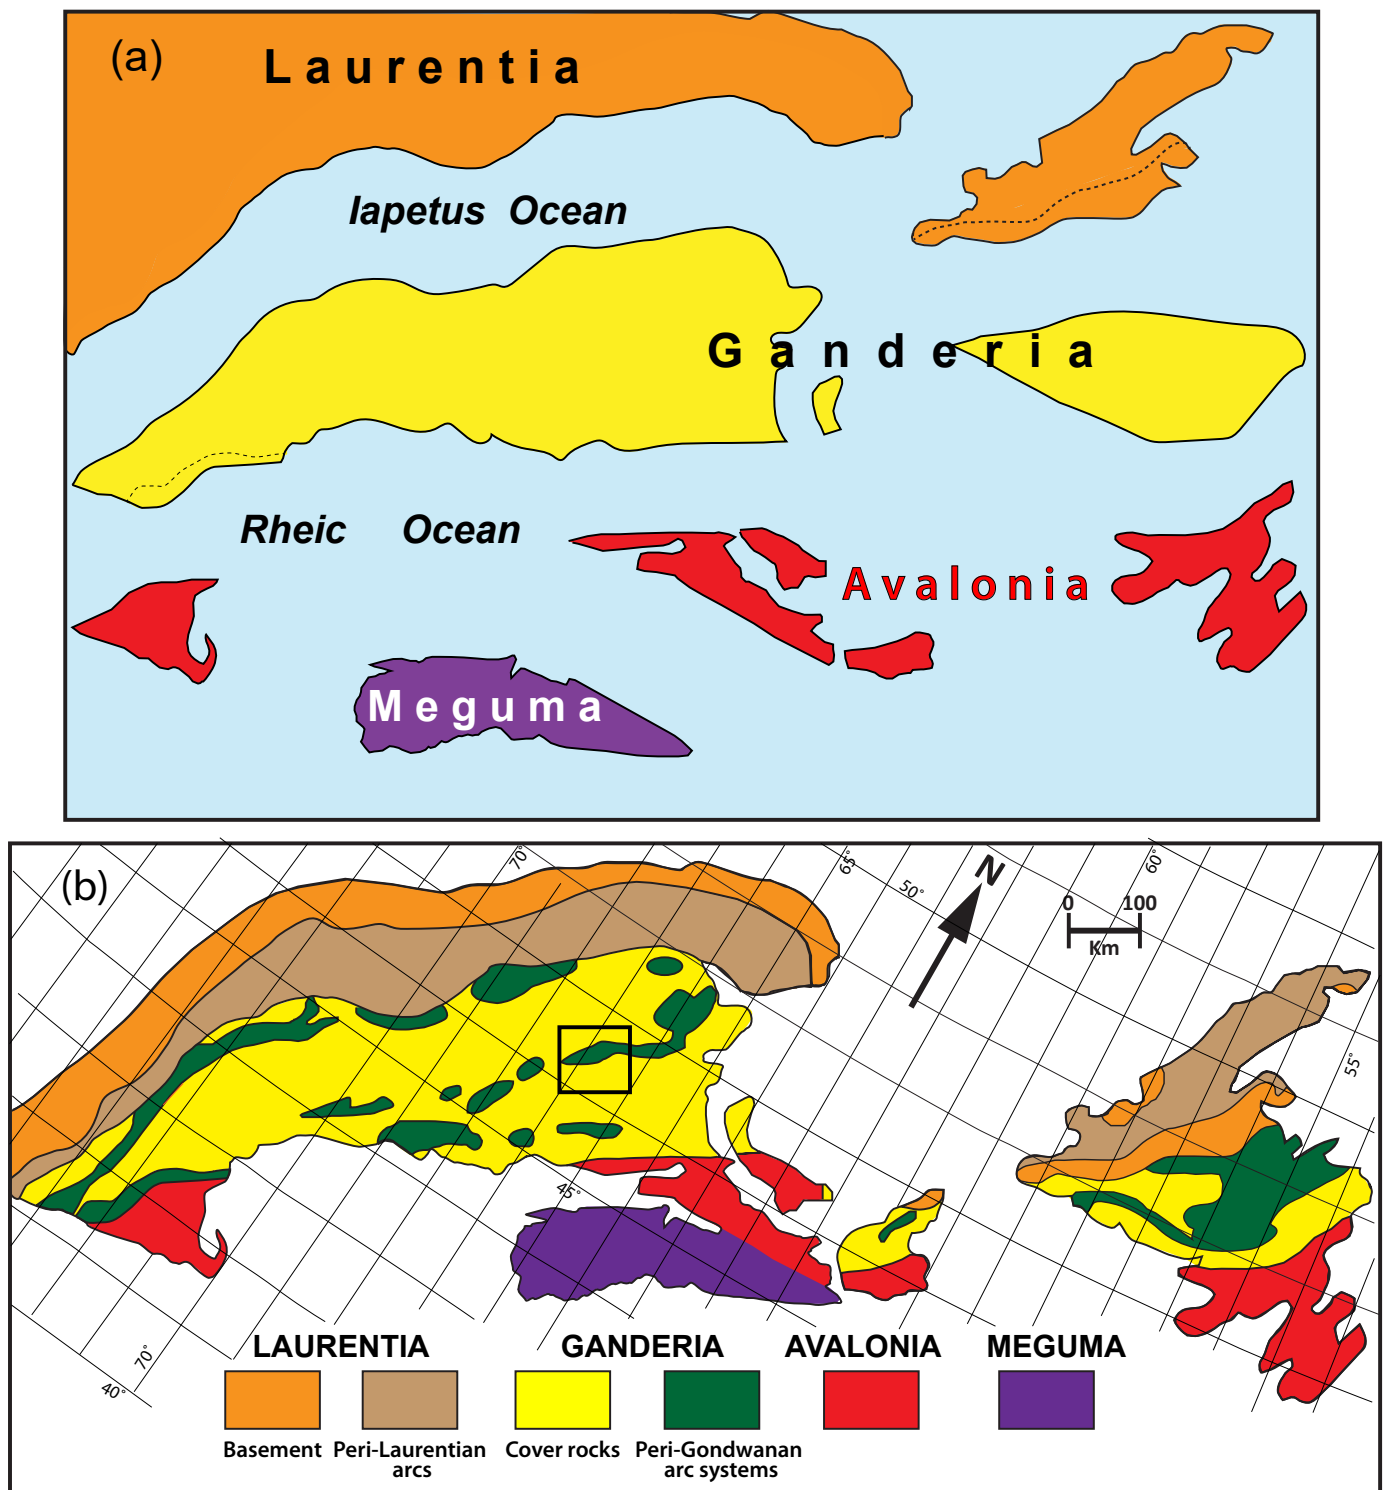 (a)
Laurentia
Iapetus Ocean
Ganderia
Rheic Ocean
Avalonia
Meguma
(b)
70°
65°
50°
N
60°
0 100
Km
55°
45°
70°
40°
LAURENTIA GANDERIA AVALONIA MEGUMA
Basement Peri-Laurentian arcs Cover rocks Peri-Gondwanan arc systems